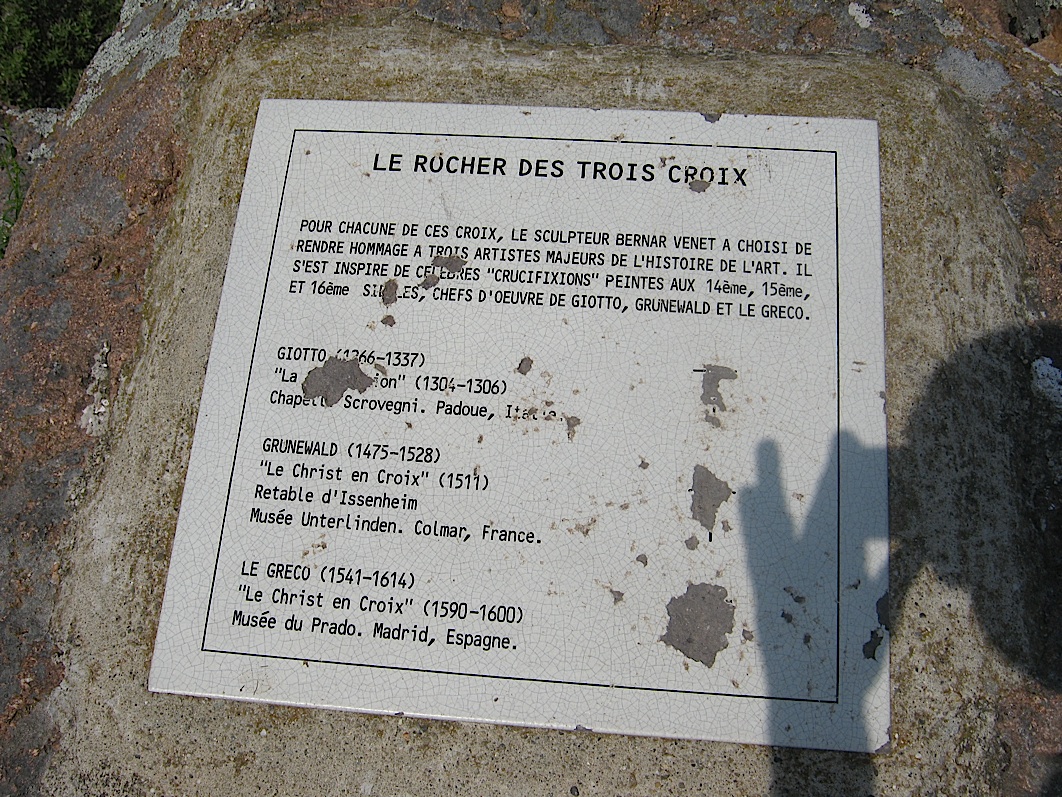 LE ROCHER DES TROIS CROIX
POUR CHACUNE DE CES CROIX, LE SCULPTEUR BERNAR VENET A CHOISI DE
RENDRE HOMMAGE A TROIS ARTISTES MAJEURS DE L'HISTOIRE DE L'ART. IL
S'EST INSPIRE DE CELEBRES "CRUCIFIXIONS" PEINTES AUX 14ème, 15ème,
ET 16ème SIECLES, CHEFS D'OEUVRE DE GIOTTO, GRUNEWALD ET LE GRECO.
GIOTTO (1266-1337)
"La (1304-1306)
Chapelle Scrovegni. Padoue, Italie.
GRUNEWALD (1475-1528)
"Le Christ en Croix" (1511)
Retable d'Issenheim
Musée Unterlinden. Colmar, France.
LE GRECO (1541-1614)
"Le Christ en Croix" (1590-1600)
Musée du Prado. Madrid, Espagne.